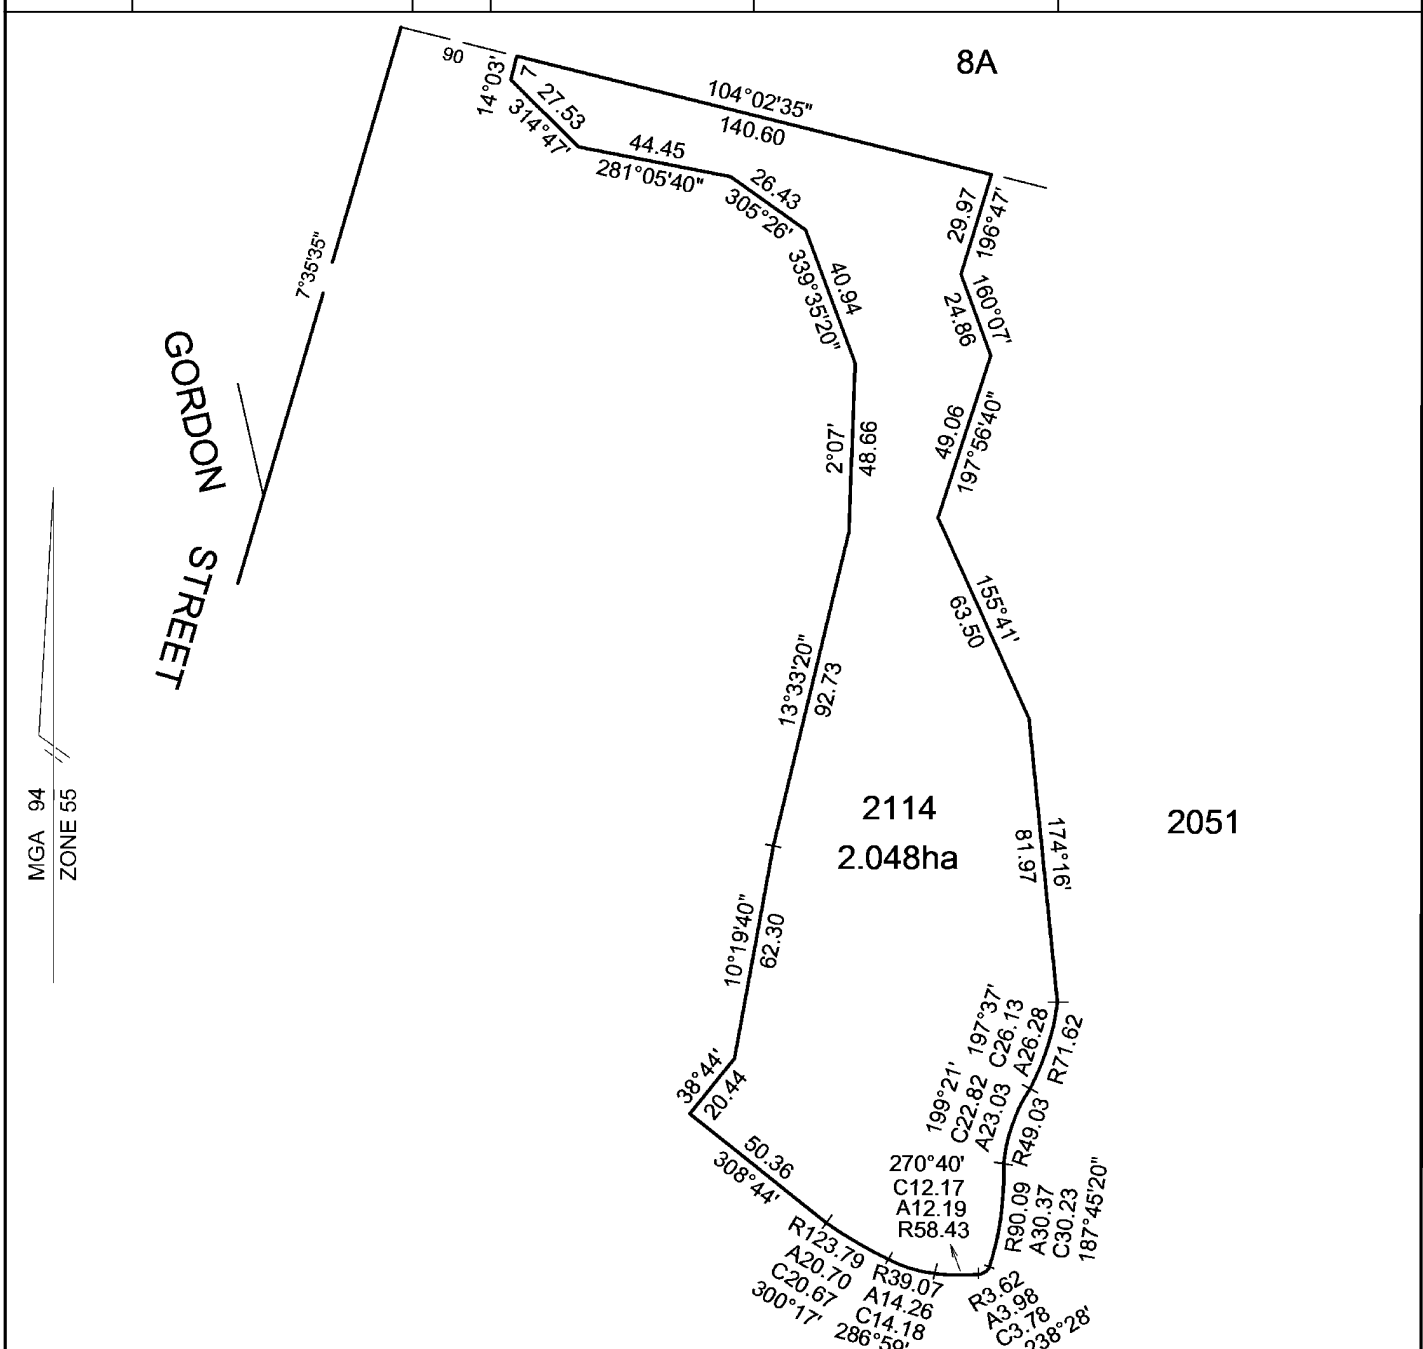 8A
90
14°03'
7
27.53
314°47'
104°02'35"
140.60
44.45
281°05'40"
26.43
305°26'
29.97
196°47'
339°35'20"
40.94
24.86
160°07'
7°35'35"
GORDON STREET
2°07'
48.66
49.06
197°56'40"
155°41'
63.50
13°33'20"
92.73
2114
2.048ha
2051
MGA 94
ZONE 55
174°16'
81.97
10°19'40"
62.30
197°37'
C26.13
A26.28
R71.62
38°44'
20.44
199°21'
C22.82
A23.03
R49.03
50.36
308°44'
270°40'
C12.17
A12.19
R58.43
R90.09
A30.37
C30.23
187°45'20"
R123.79
A20.70
C20.67
300°17'
R39.07
A14.26
C14.18
286°59'
R3.62
A3.98
C3.78
238°28'